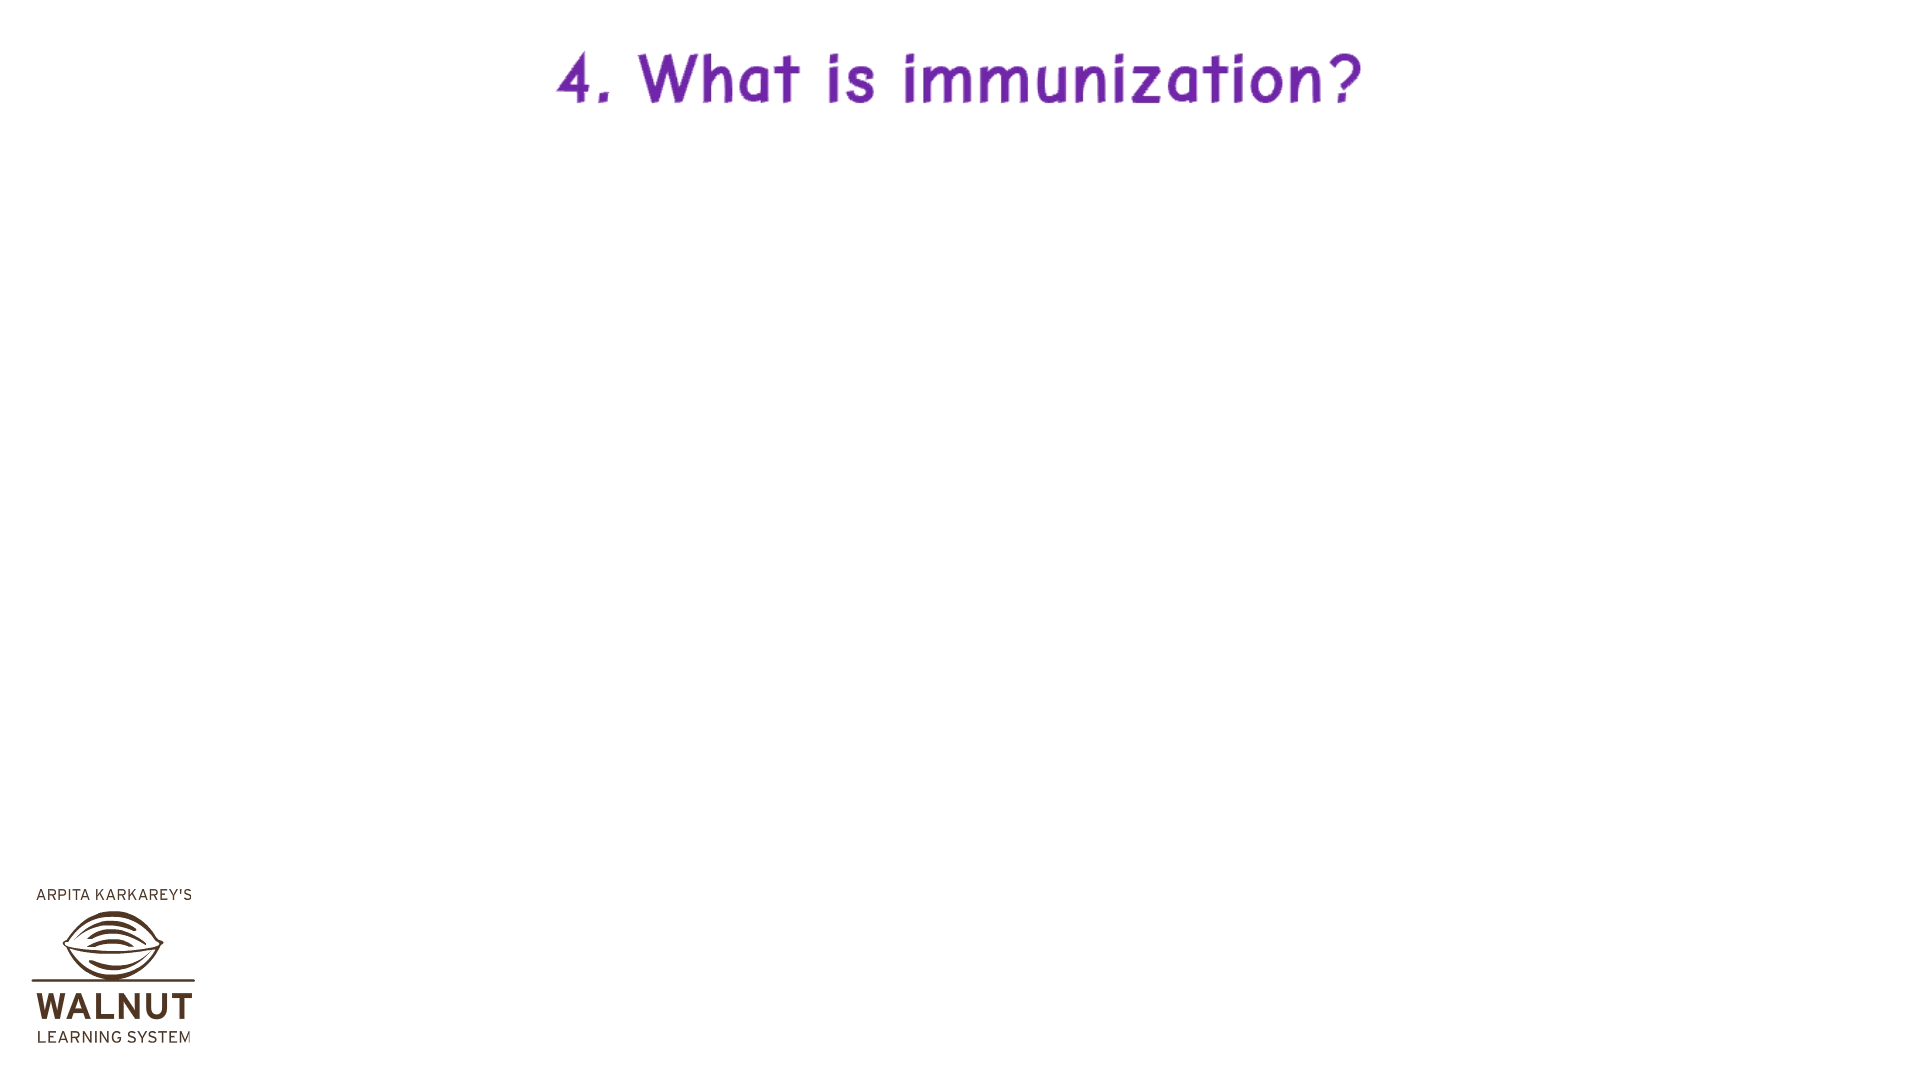 4. What is immunization?
ARPITA KARKAREY'S
WALNUT
LEARNING SYSTEM